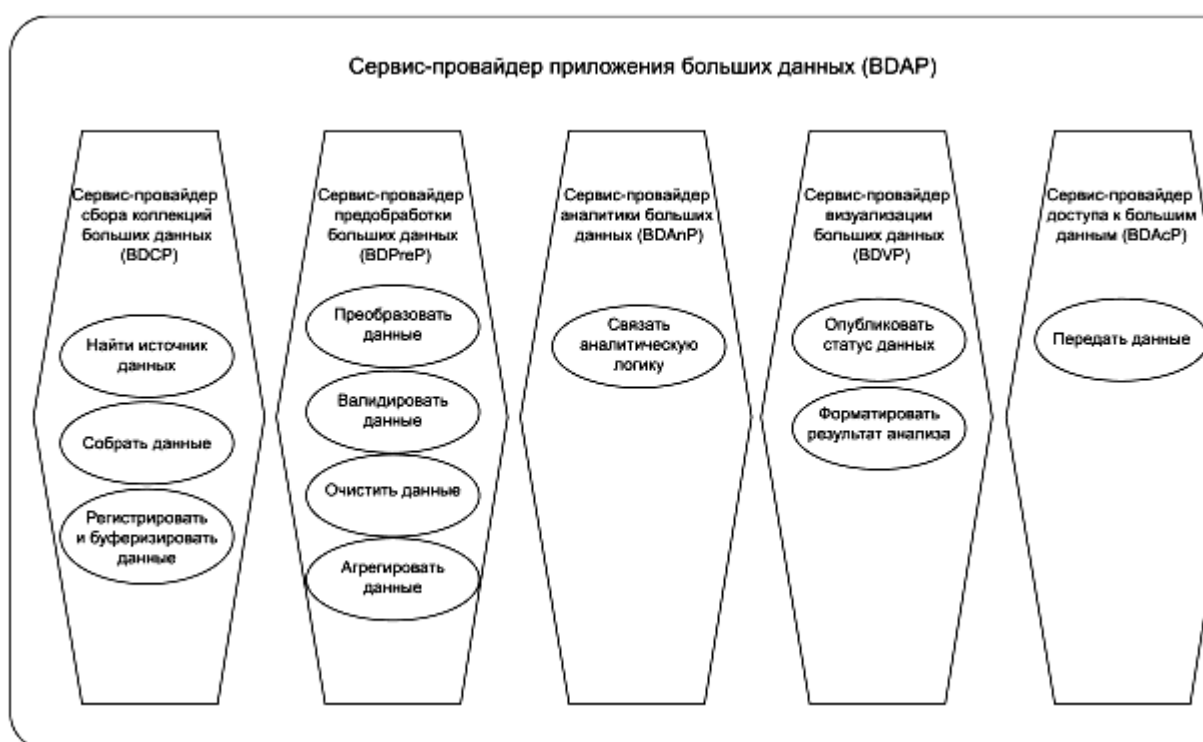 Сервис-провайдер приложения больших данных (BDAP)
Сервис-провайдер
сбора коллекций
больших данных
(BDCP)
Найти источник
данных
Собрать данные
Регистрировать
и буферизировать
данные
Сервис-провайдер
предобработки
больших данных
(BDPreP)
Преобразовать
данные
Валидировать
данные
Очистить данные
Агрегировать
данные
Сервис-провайдер
аналитики больших
данных (BDAnP)
Связать
аналитическую
логику
Сервис-провайдер
визуализации
больших данных
(BDVP)
Опубликовать
статус данных
Форматировать
результат анализа
Сервис-провайдер
доступа к большим
данным (BDAcP)
Передать данные